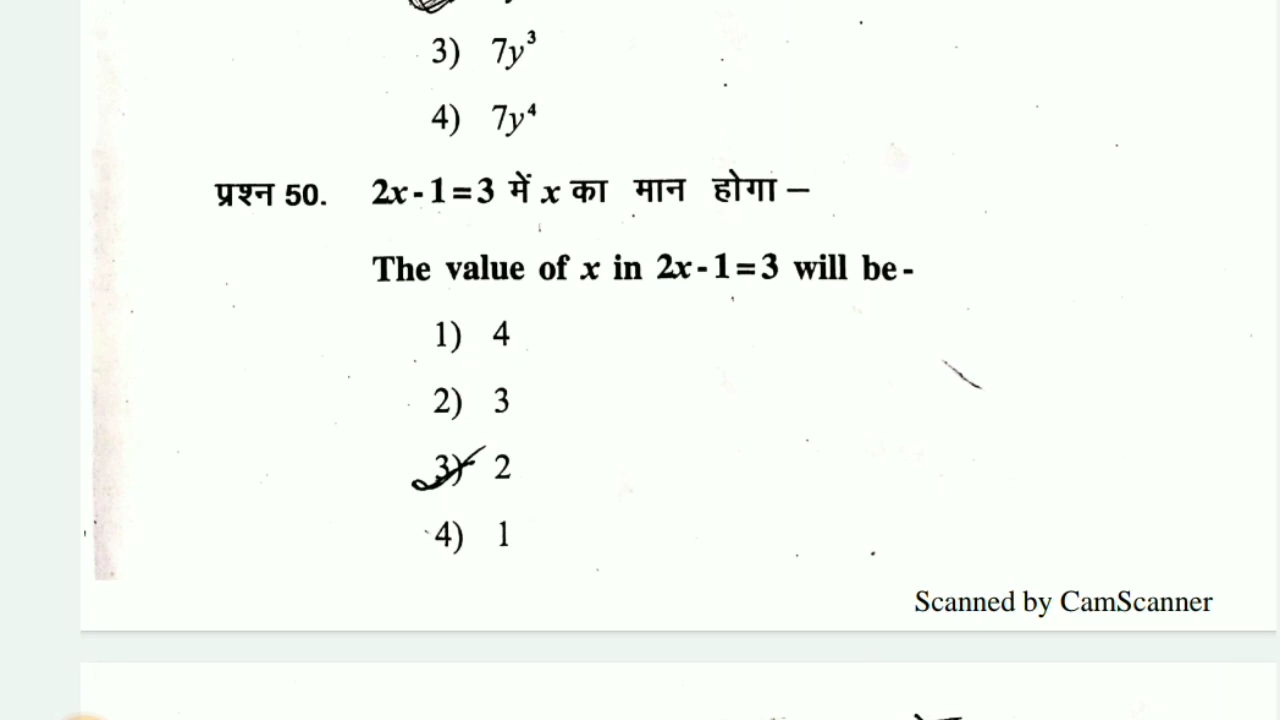 3) 7y³
4) 7y⁴
प्रश्न 50. 2x-1=3 में x का मान होगा –
The value of x in 2x-1=3 will be-
1) 4
2) 3
3) 2
4) 1
Scanned by CamScanner